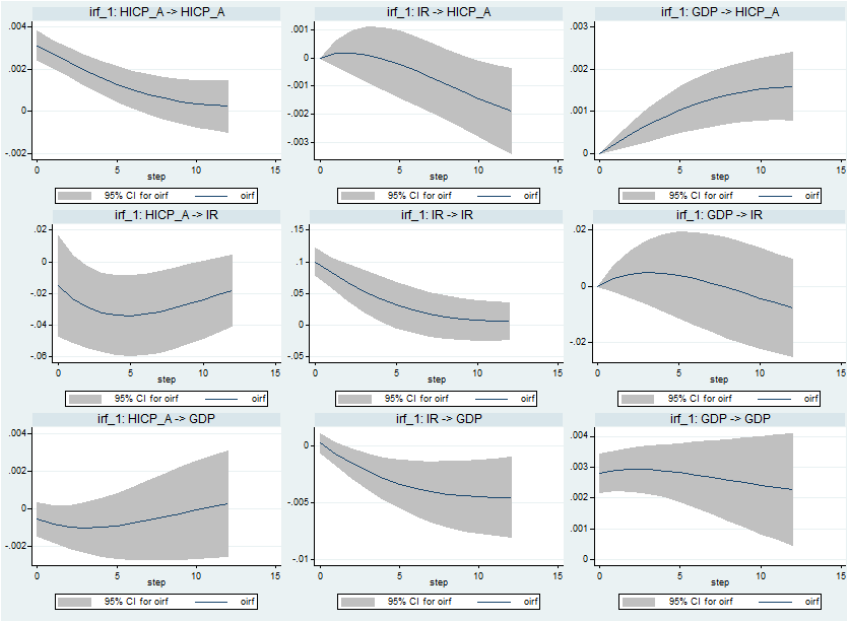 irf_1: HICP_A -> HICP_A
.004
.002
0
-.002
0 5 10 15
step
95% CI for oirf oirf
irf_1: IR -> HICP_A
.001
0
-.001
-.002
-.003
0 5 10 15
step
95% CI for oirf oirf
irf_1: GDP -> HICP_A
.003
.002
.001
0
0 5 10 15
step
95% CI for oirf oirf
irf_1: HICP_A -> IR
.02
0
-.02
-.04
-.06
0 5 10 15
step
95% CI for oirf oirf
irf_1: IR -> IR
.15
.1
.05
0
-.05
0 5 10 15
step
95% CI for oirf oirf
irf_1: GDP -> IR
.02
0
-.02
0 5 10 15
step
95% CI for oirf oirf
irf_1: HICP_A -> GDP
.004
.002
0
-.002
0 5 10 15
step
95% CI for oirf oirf
irf_1: IR -> GDP
0
-.005
-.01
0 5 10 15
step
95% CI for oirf oirf
irf_1: GDP -> GDP
.004
.003
.002
.001
0
0 5 10 15
step
95% CI for oirf oirf